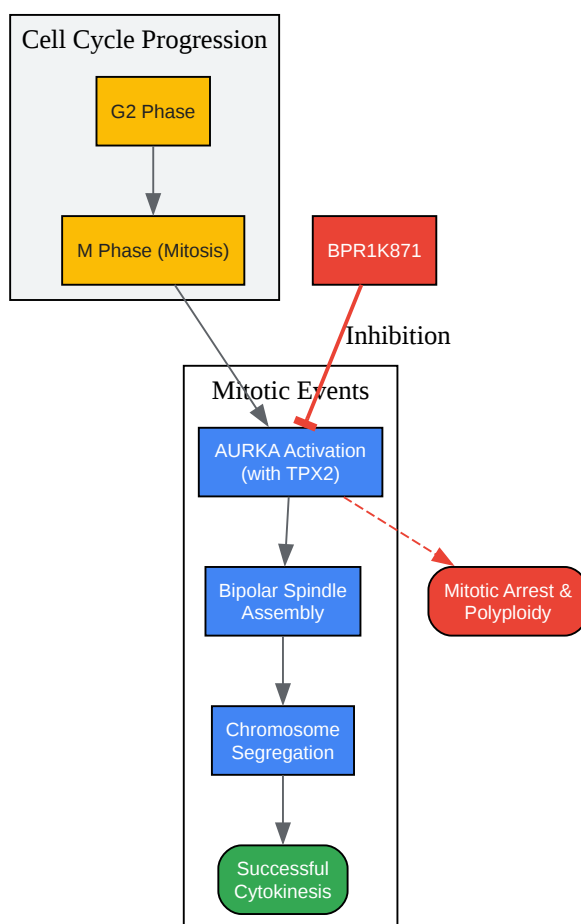 Cell Cycle Progression
G2 Phase
M Phase (Mitosis)
BPR1K871
Inhibition
Mitotic Events
AURKA Activation
(with TPX2)
Bipolar Spindle
Assembly
Mitotic Arrest &
Polyploidy
Chromosome
Segregation
Successful
Cytokinesis